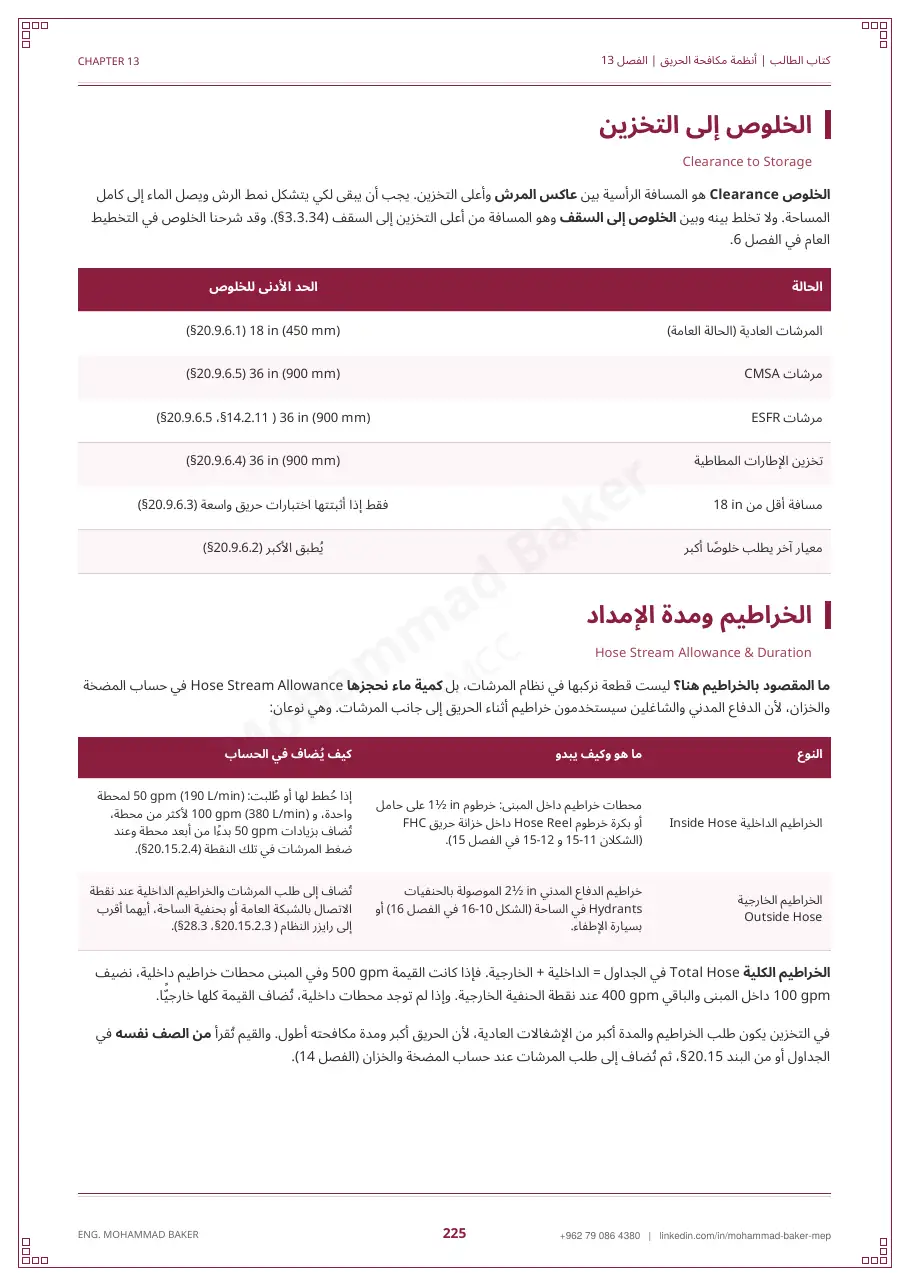 كتاب الطالب | أنظمة مكافحة الحريق | الفصل 13
CHAPTER 13
الخلوص إلى التخزين
Clearance to Storage
الخلوص Clearance هو المسافة الرأسية بين عاكس المرش وأعلى التخزين. يجب أن يبقى لكي يتشكل نمط الرش ويصل الماء إلى كامل
المساحة. ولا تخلط بينه وبين الخلوص إلى السقف وهو المسافة من أعلى التخزين إلى السقف (§3.3.34). وقد شرحنا الخلوص في التخطيط
العام في الفصل 6.
الحالة
الحد الأدنى للخلوص
المرشات العادية (الحالة العامة)
18 in (450 mm) (§20.9.6.1)
مرشات CMSA
36 in (900 mm) (§20.9.6.5)
مرشات ESFR
36 in (900 mm) ( §14.2.11، §20.9.6.5)
تخزين الإطارات المطاطية
36 in (900 mm) (§20.9.6.4)
مسافة أقل من 18 in
فقط إذا أثبتتها اختبارات حريق واسعة (§20.9.6.3)
معيار آخر يطلب خلوصًا أكبر
يُطبق الأكبر (§20.9.6.2)
الخراطيم ومدة الإمداد
Hose Stream Allowance & Duration
ما المقصود بالخراطيم هنا؟ ليست قطعة نركبها في نظام المرشات، بل كمية ماء نحجزها Hose Stream Allowance في حساب المضخة
والخزان، لأن الدفاع المدني والشاغلين سيستخدمون خراطيم أثناء الحريق إلى جانب المرشات. وهي نوعان:
النوع
ما هو وكيف يبدو
كيف يُضاف في الحساب
الخراطيم الداخلية Inside Hose
محطات خراطيم داخل المبنى: خرطوم 1½ in على حامل
أو بكرة خرطوم Hose Reel داخل خزانة حريق FHC
(الشكلان 11-15 و 12-15 في الفصل 15).
إذا خُطط لها أو طُلبت: 50 gpm (190 L/min) لمحطة
واحدة، و 100 gpm (380 L/min) لأكثر من محطة،
تُضاف بزيادات 50 gpm بدءًا من أبعد محطة وعند
ضغط المرشات في تلك النقطة (§20.15.2.4).
الخراطيم الخارجية
Outside Hose
خراطيم الدفاع المدني 2½ in الموصولة بالحنفيات
Hydrants في الساحة (الشكل 10-16 في الفصل 16) أو
بسيارة الإطفاء.
تُضاف إلى طلب المرشات والخراطيم الداخلية عند نقطة
الاتصال بالشبكة العامة أو بحنفية الساحة، أيهما أقرب
إلى رايزر النظام ( §20.15.2.3، §28.3).
الخراطيم الكلية Total Hose في الجداول = الداخلية + الخارجية. فإذا كانت القيمة 500 gpm وفي المبنى محطات خراطيم داخلية، نضيف
100 gpm داخل المبنى والباقي 400 gpm عند نقطة الحنفية الخارجية. وإذا لم توجد محطات داخلية، تُضاف القيمة كلها خارجيًّا.
في التخزين يكون طلب الخراطيم والمدة أكبر من الإشغالات العادية، لأن الحريق أكبر ومدة مكافحته أطول. والقيم تُقرأ من الصف نفسه في
الجداول أو من البند §20.15، ثم تُضاف إلى طلب المرشات عند حساب المضخة والخزان (الفصل 14).
Mohammad Baker
MCC
ENG. MOHAMMAD BAKER
225
+962 79 086 4380 | linkedin.com/in/mohammad-baker-mep